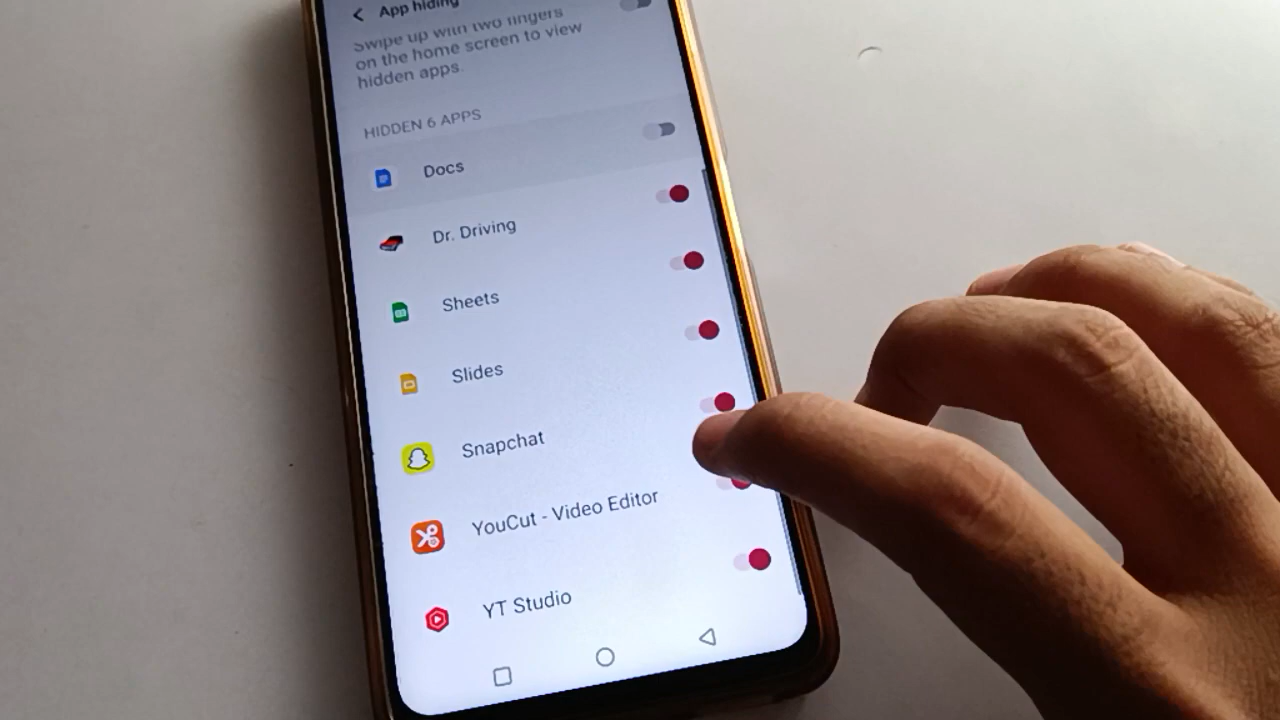 App hiding
Swipe up with two fingers
on the home screen to view
hidden apps.
HIDDEN 6 APPS
Docs
Dr. Driving
Sheets
Slides
Snapchat
YouCut - Video Editor
YT Studio